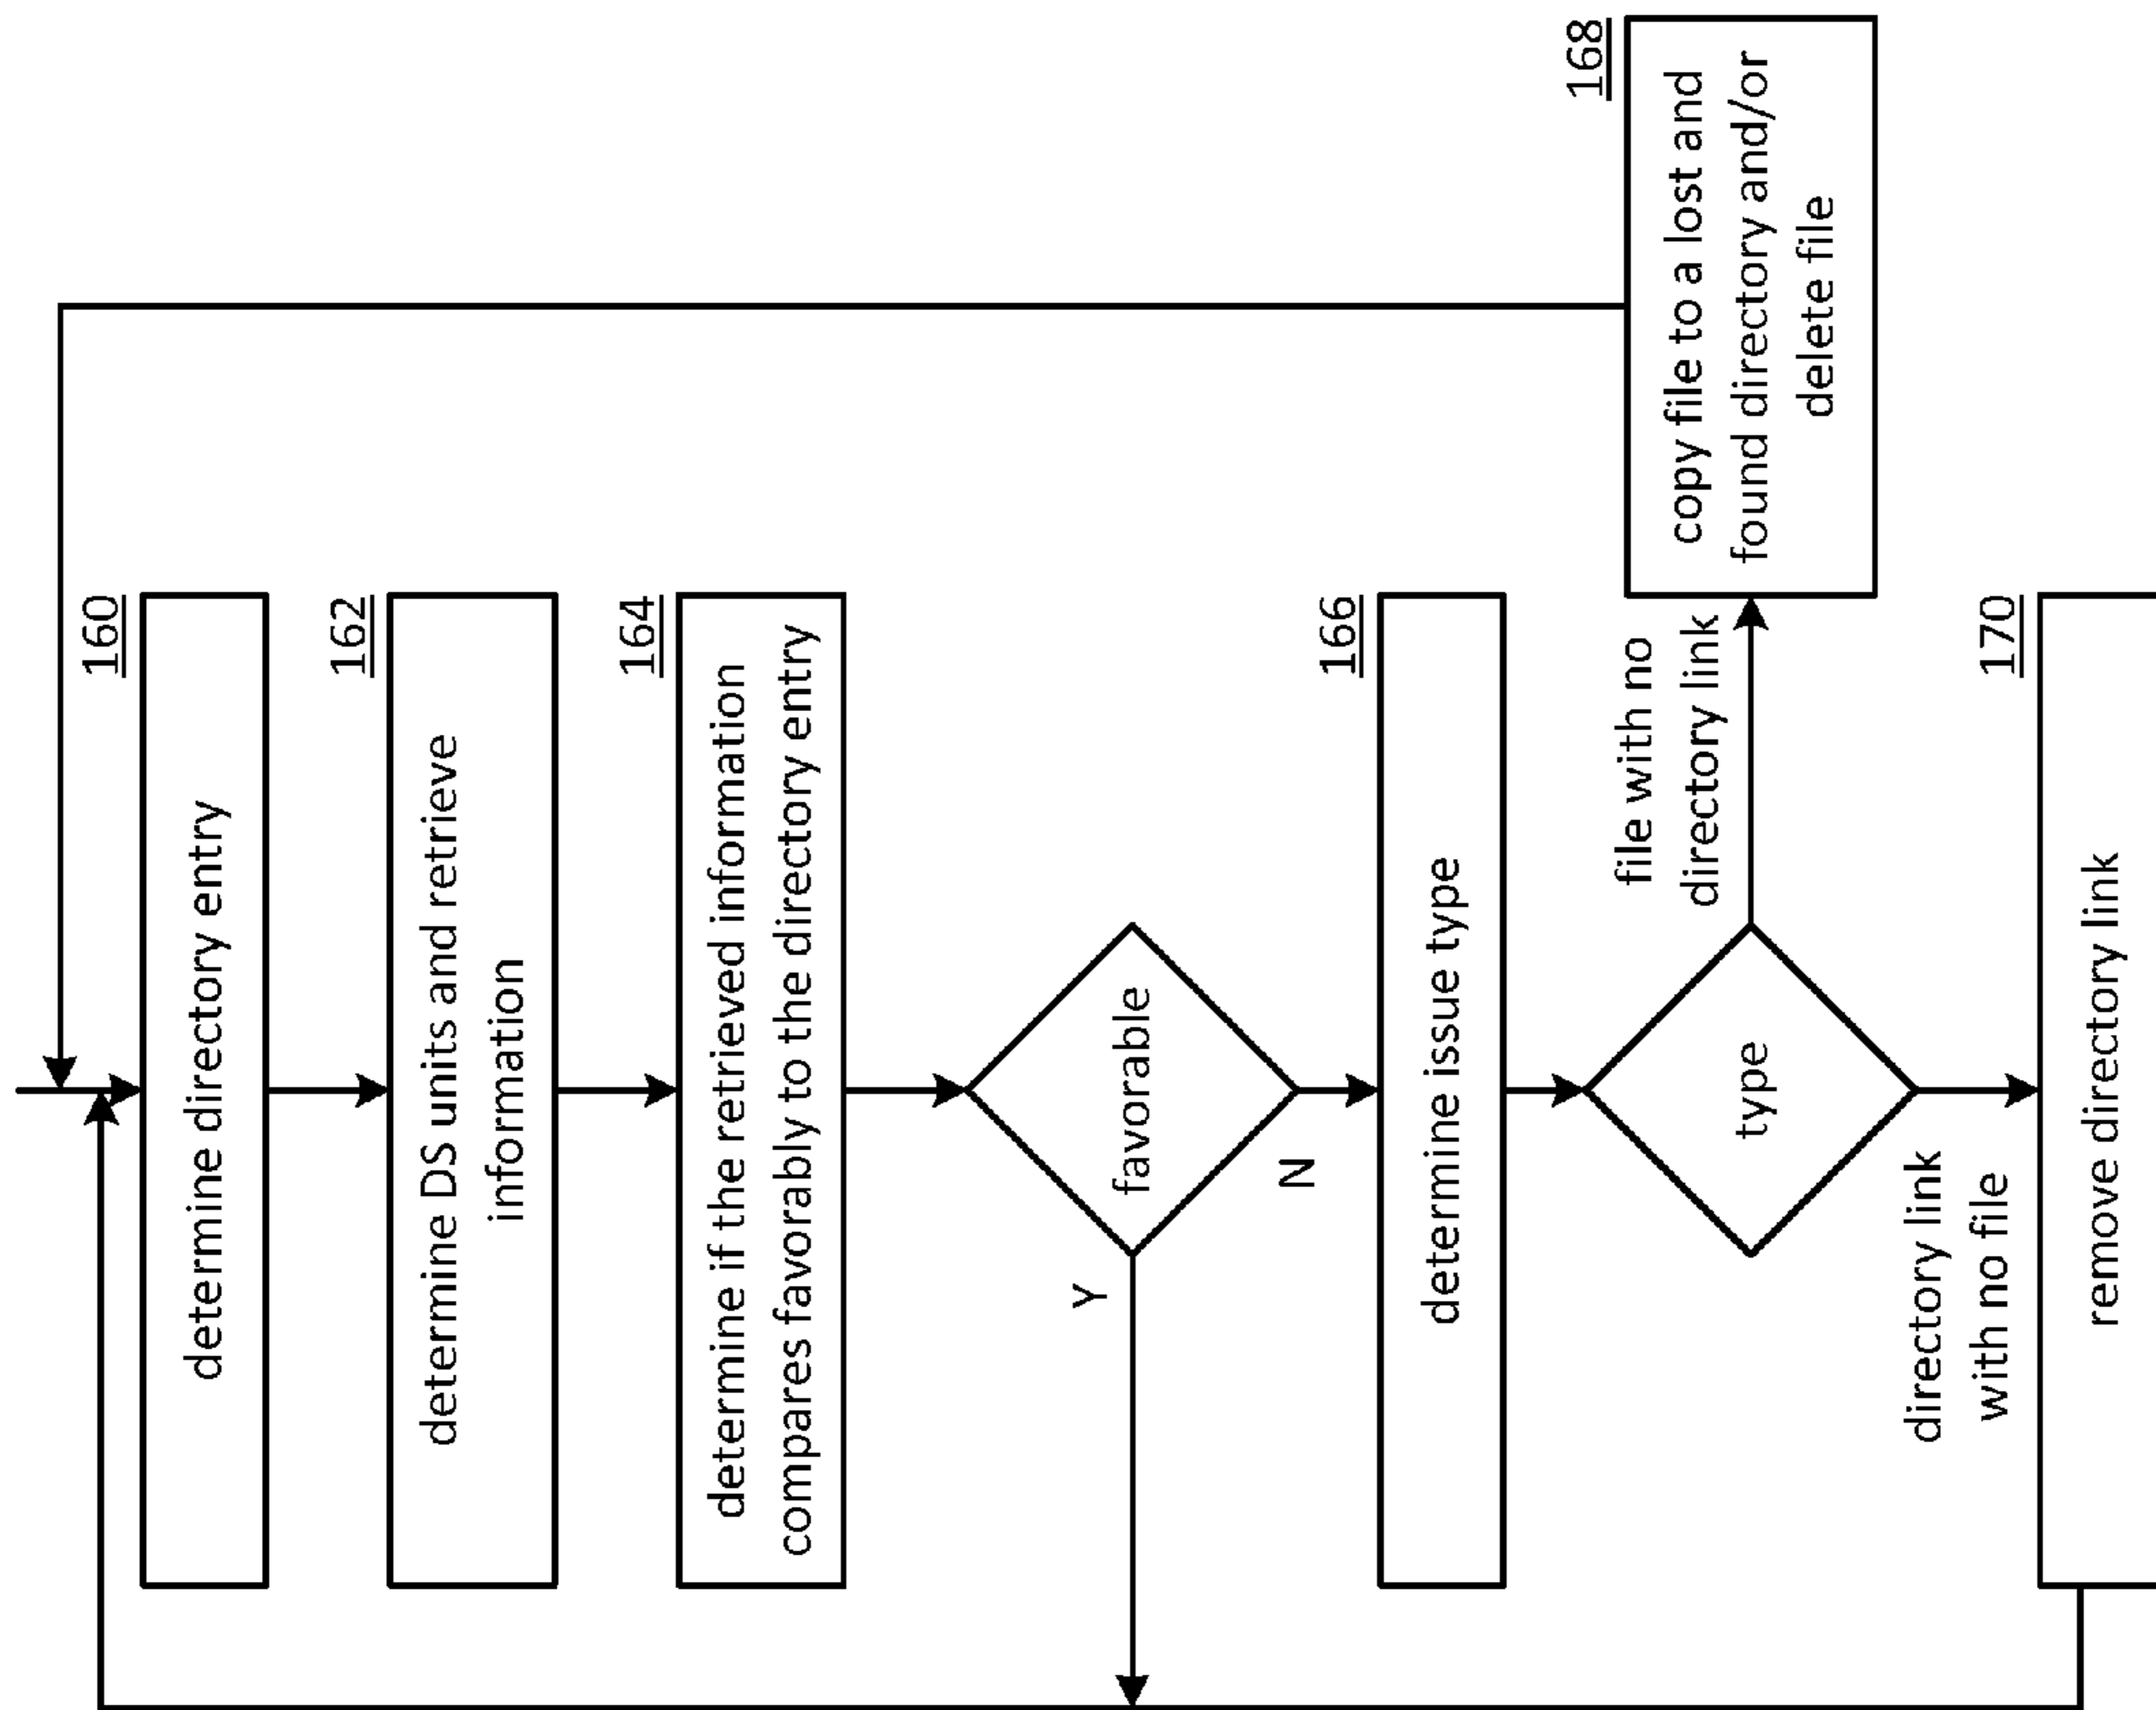 160
determine directory entry
162
determine DS units and retrieve
information
164
determine if the retrieved information
compares favorably to the directory entry
favorable
Y
N
166
determine issue type
type
file with no
directory link
168
copy file to a lost and
found directory and/or
delete file
directory link
with no file
170
remove directory link